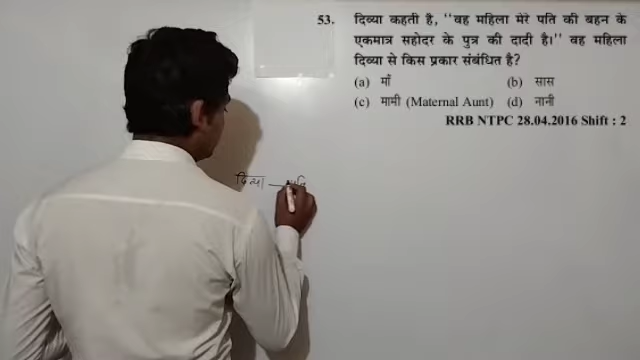 53. दिव्या कहती है, ‘‘वह महिला मेरे पति की बहन के
एकमात्र सहोदर के पुत्र की दादी है।’’ वह महिला
दिव्या से किस प्रकार संबंधित है?
(a) माँ (b) सास
(c) मामी (Maternal Aunt) (d) नानी
RRB NTPC 28.04.2016 Shift : 2
दिव्या